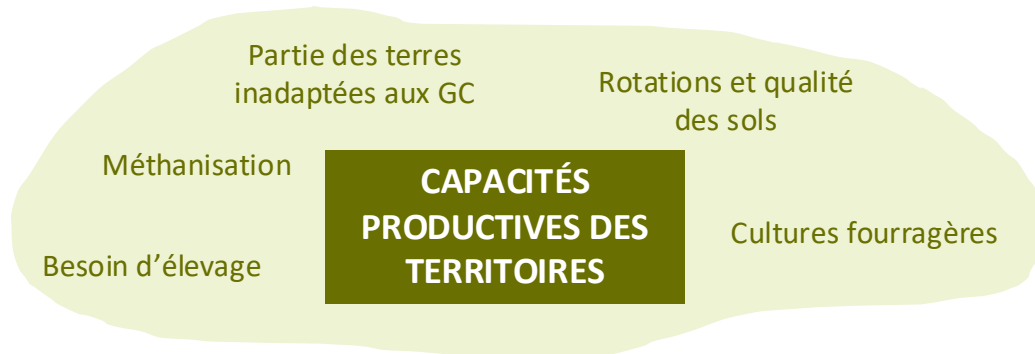 Partie des terres
inadaptées aux GC
Rotations et qualité
des sols
Méthanisation
CAPACITÉS
PRODUCTIVES DES
TERRITOIRES
Cultures fourragères
Besoin d’élevage